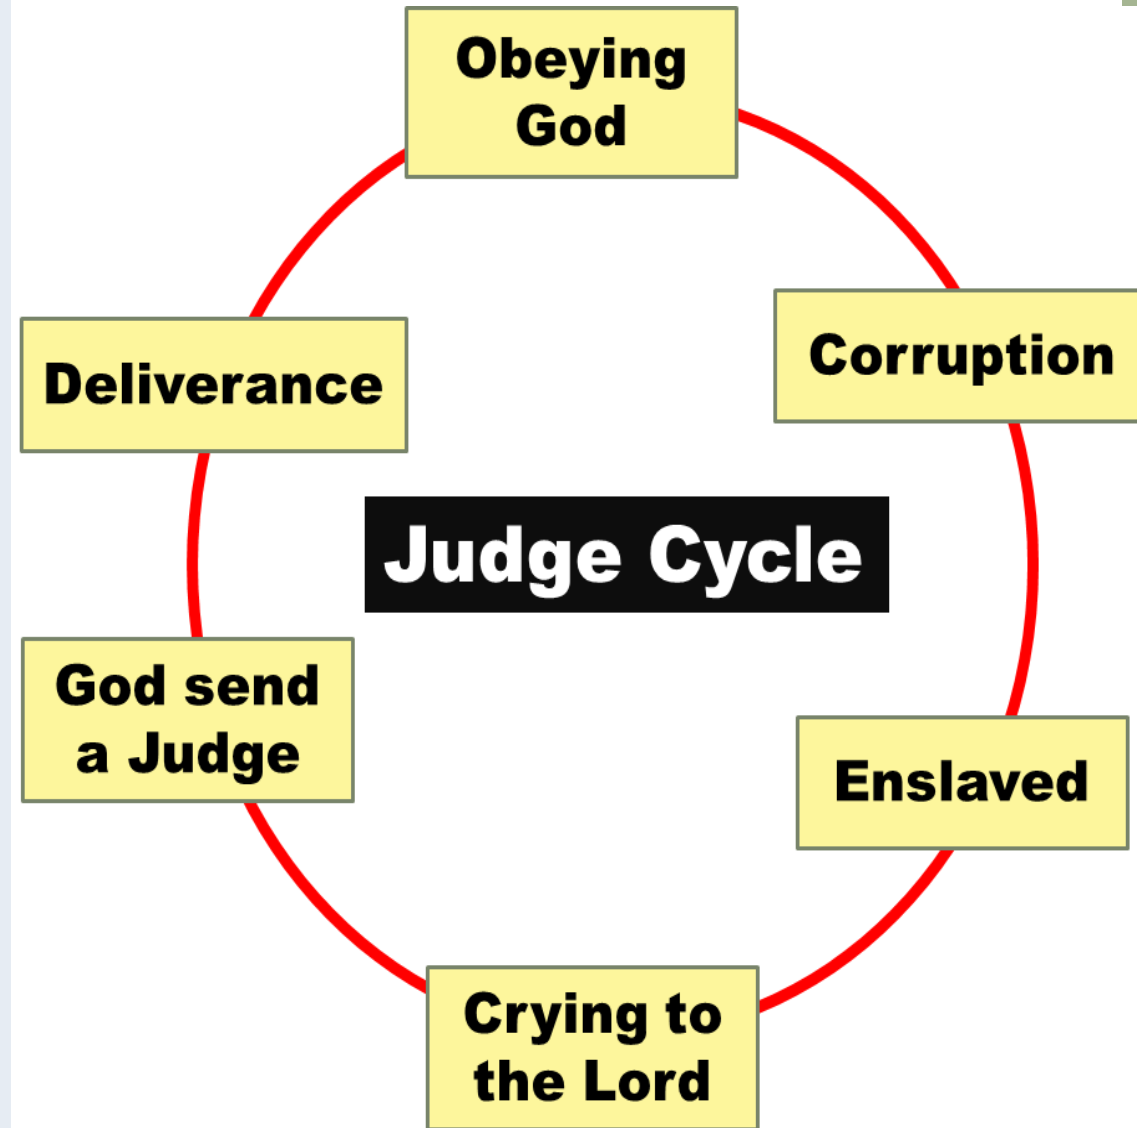 Obeying
God
Corruption
Deliverance
Judge Cycle
God send
a Judge
Enslaved
Crying to
the Lord